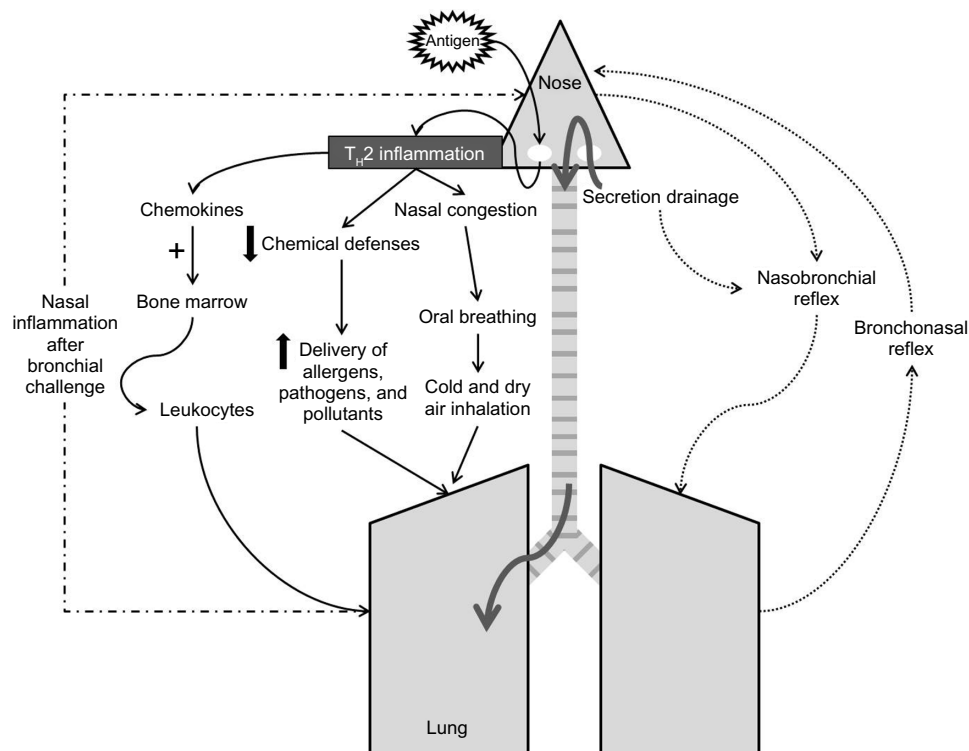 Antigen
Nose
T_H2 inflammation
Secretion drainage
Chemokines
Nasal congestion
+
Chemical defenses
Nasobronchial
reflex
Nasal
inflammation
after
bronchial
challenge
Bone marrow
Oral breathing
Bronchonasal
reflex
Delivery of
allergens,
pathogens, and
pollutants
Cold and dry
air inhalation
Leukocytes
Lung